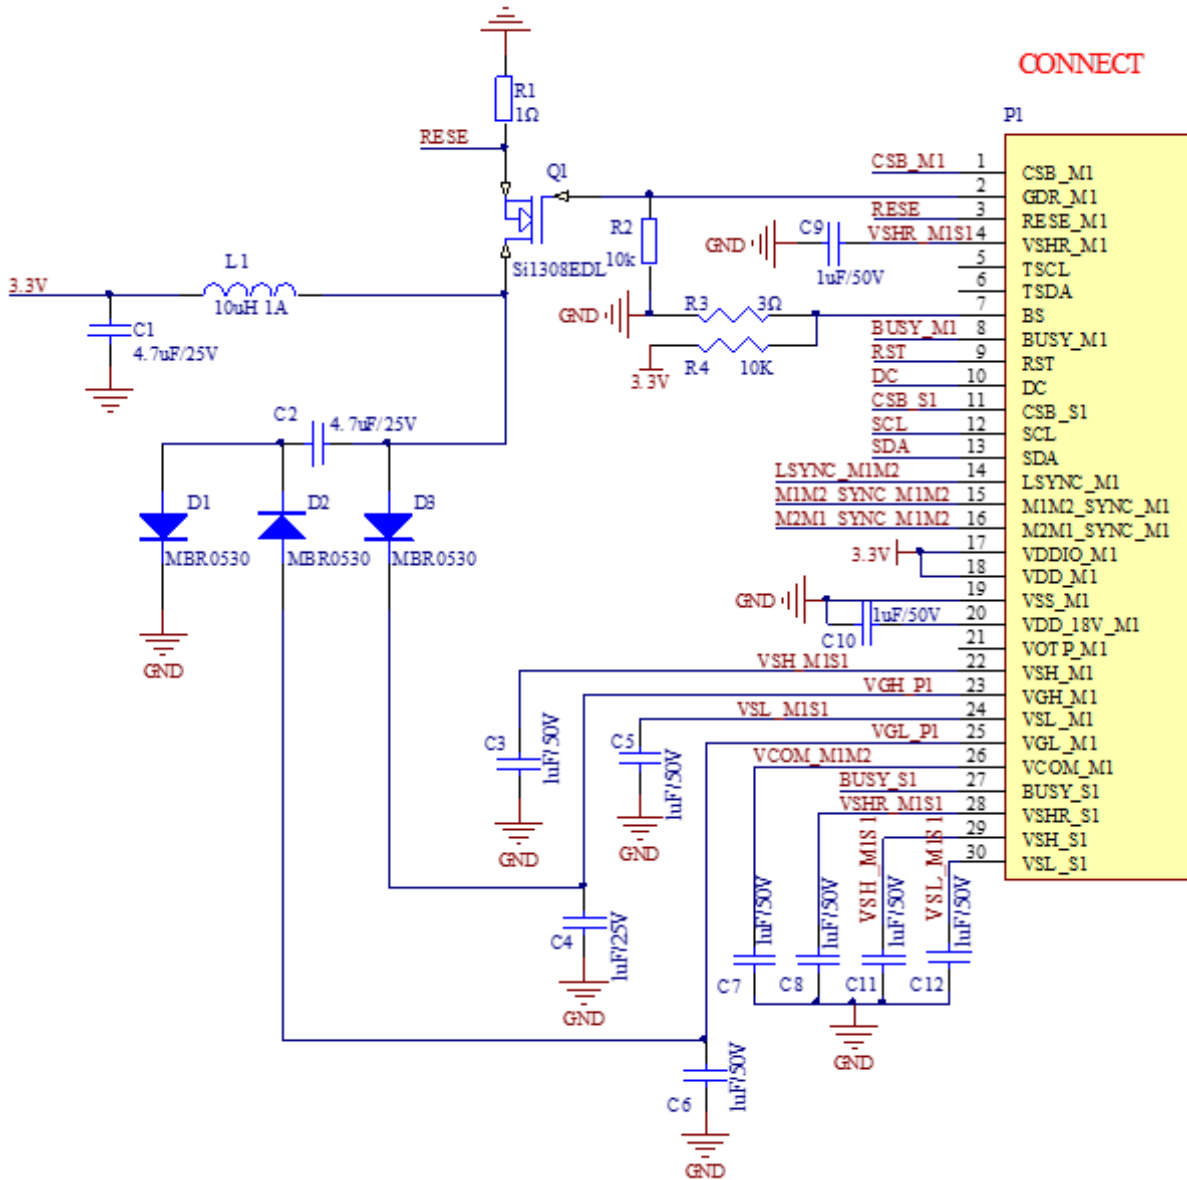 CONNECT
P1
R1
1Ω
RESE
Q1
Si1308EDL
R2
10k
GND
C9
1uF/50V
3.3V
L1
10uH 1A
C1
4.7uF/25V
GND
R3
3Ω
R4
10K
3.3V
C2
4.7uF/25V
D1
D2
D3
MBR0530
MBR0530
MBR0530
GND
CSB_M1
RESE
VSHR_M1S1
BUSY_M1
RST
DC
CSB_S1
SCL
SDA
LSYNC_M1M2
M1M2_SYNC_M1M2
M2M1_SYNC_M1M2
3.3V
GND
1uF/50V
C10
VSH_M1S1
VGH_P1
VSL_M1S1
VGL_P1
VCOM_M1M2
BUSY_S1
VSHR_M1S1
VSH_M1S1
VSL_M1S1
1 CSB_M1
2 GDR_M1
3 RESE_M1
4 VSHR_M1
5 TSCL
6 TSDA
7 BS
8 BUSY_M1
9 RST
10 DC
11 CSB_S1
12 SCL
13 SDA
14 LSYNC_M1
15 M1M2_SYNC_M1
16 M2M1_SYNC_M1
17 VDDIO_M1
18 VDD_M1
19 VSS_M1
20 VDD_18V_M1
21 VOTP_M1
22 VSH_M1
23 VGH_M1
24 VSL_M1
25 VGL_M1
26 VCOM_M1
27 BUSY_S1
28 VSHR_S1
29 VSH_S1
30 VSL_S1
C3
1uF/50V
GND
C5
1uF/50V
GND
C4
1uF/25V
GND
C7
1uF/50V
C8
1uF/50V
C11
1uF/50V
C12
1uF/50V
GND
C6
1uF/50V
GND